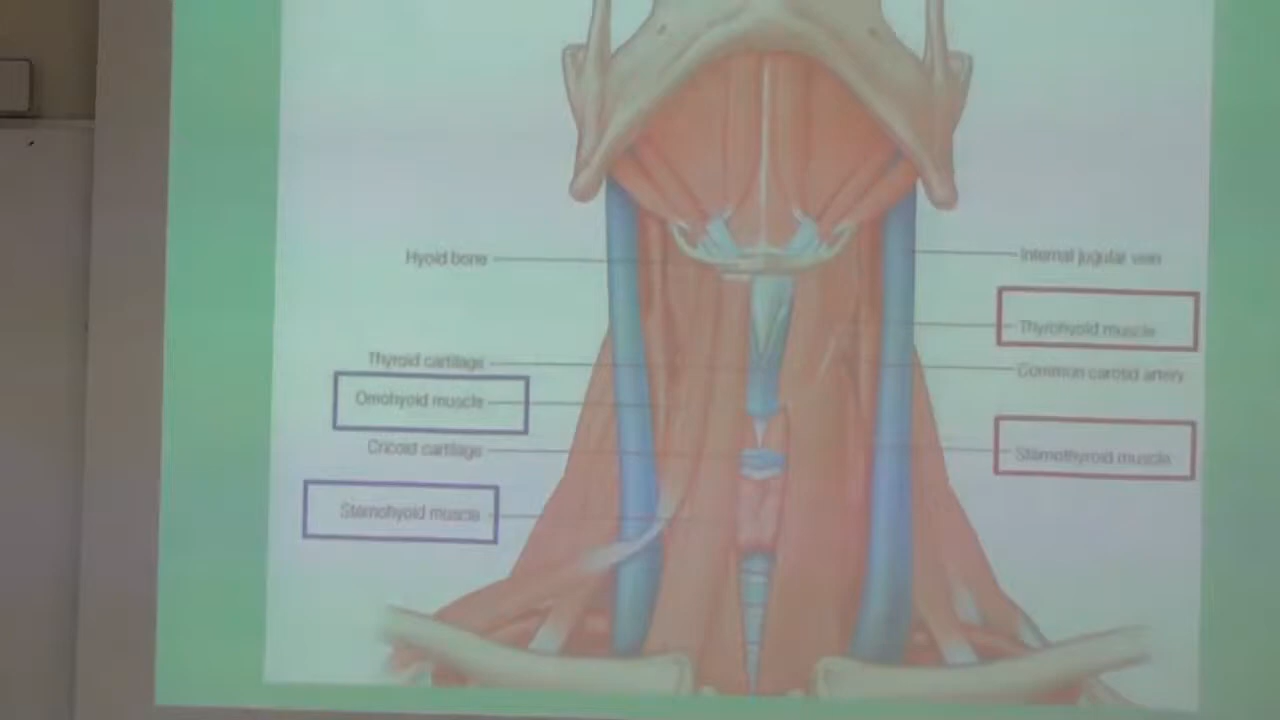 Hyoid bone
Thyroid cartilage
Omohyoid muscle
Cricoid cartilage
Sternohyoid muscle
Internal jugular vein
Thyrohyoid muscle
Common carotid artery
Sternothyroid muscle